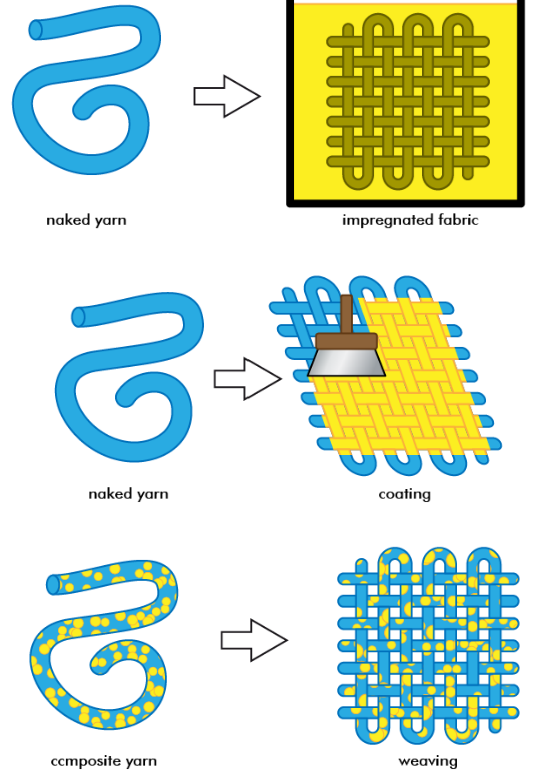 naked yarn
impregnated fabric
naked yarn
coating
ccmposite yarn
weaving